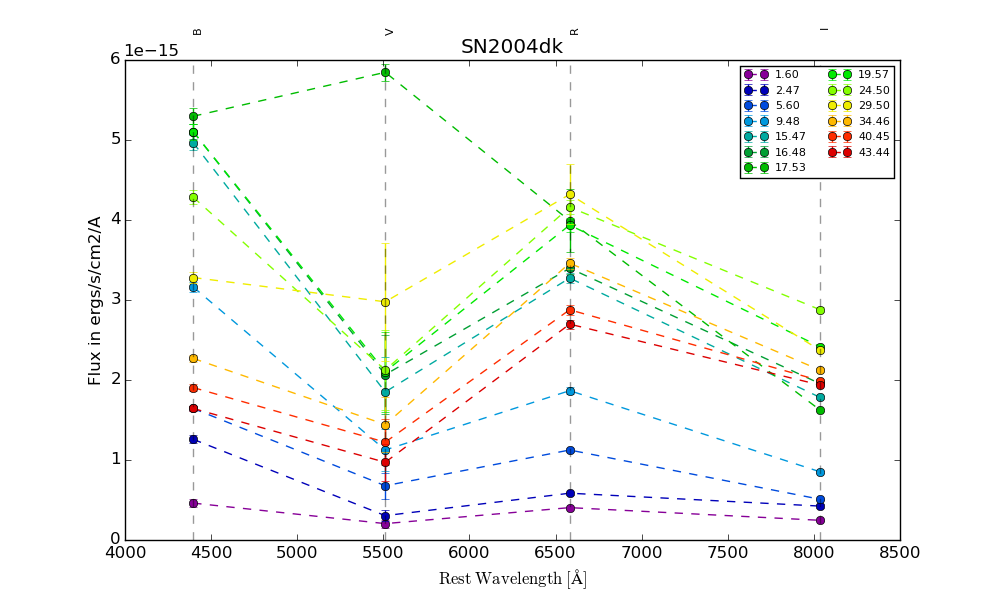 B
V
R
I
1e−15
SN2004dk
6
5
4
3
2
1
0
Flux in ergs/s/cm2/A
1.60
2.47
5.60
9.48
15.47
16.48
17.53
19.57
24.50
29.50
34.46
40.45
43.44
4000 4500 5000 5500 6000 6500 7000 7500 8000 8500
Rest Wavelength [Å]